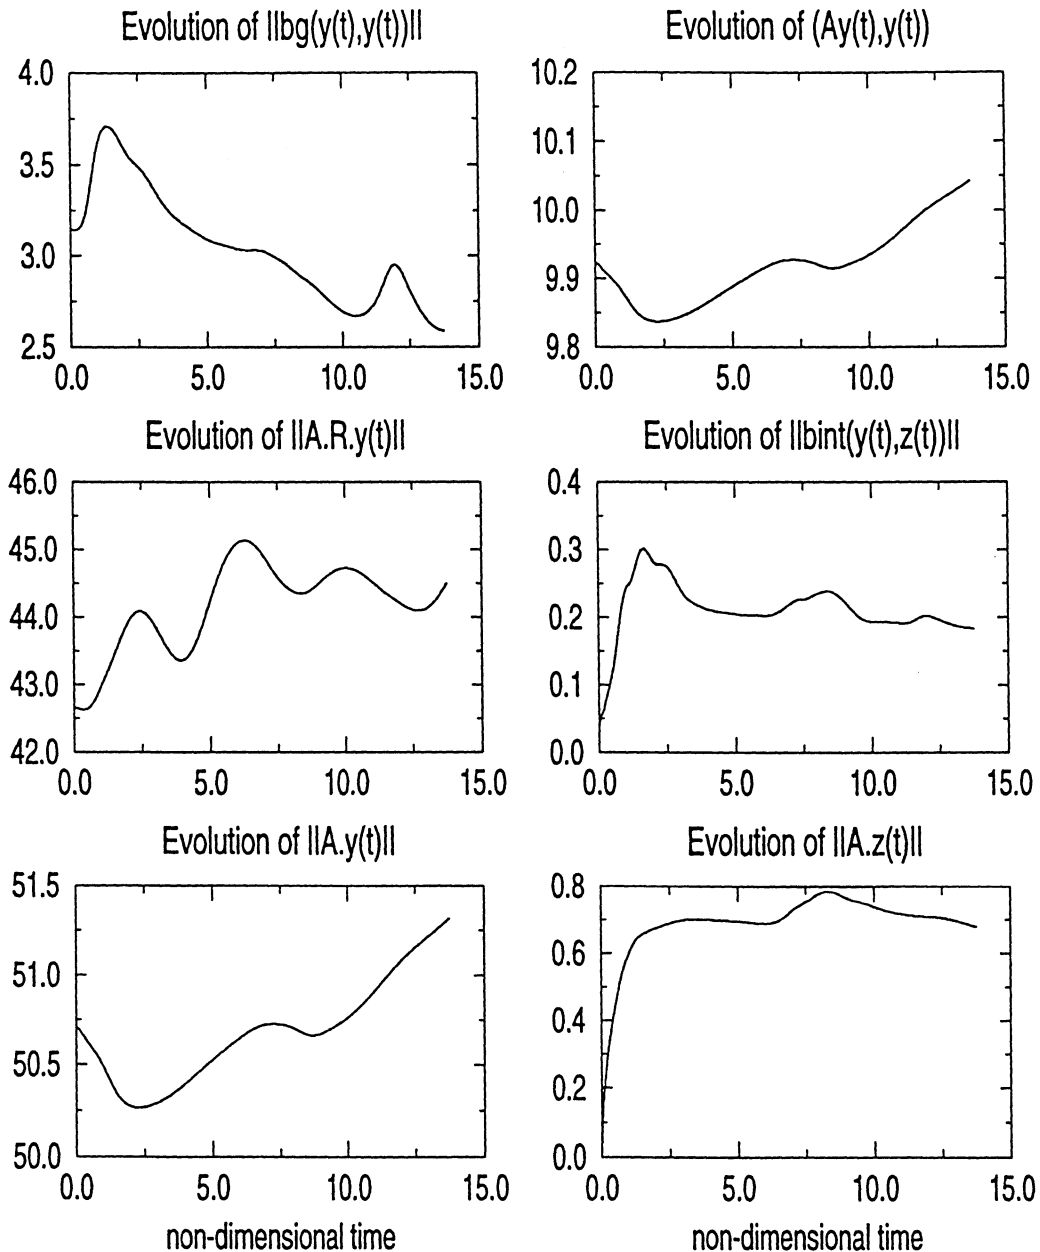 Evolution of ||bg(y(t),y(t))||
4.0
3.5
3.0
2.5
0.0 5.0 10.0 15.0
Evolution of (Ay(t),y(t))
10.2
10.1
10.0
9.9
9.8
0.0 5.0 10.0 15.0
Evolution of ||A.R.y(t)||
46.0
45.0
44.0
43.0
42.0
0.0 5.0 10.0 15.0
Evolution of ||bint(y(t),z(t))||
0.4
0.3
0.2
0.1
0.0
0.0 5.0 10.0 15.0
Evolution of ||A.y(t)||
51.5
51.0
50.5
50.0
0.0 5.0 10.0 15.0
non-dimensional time
Evolution of ||A.z(t)||
0.8
0.6
0.4
0.2
0.0
0.0 5.0 10.0 15.0
non-dimensional time